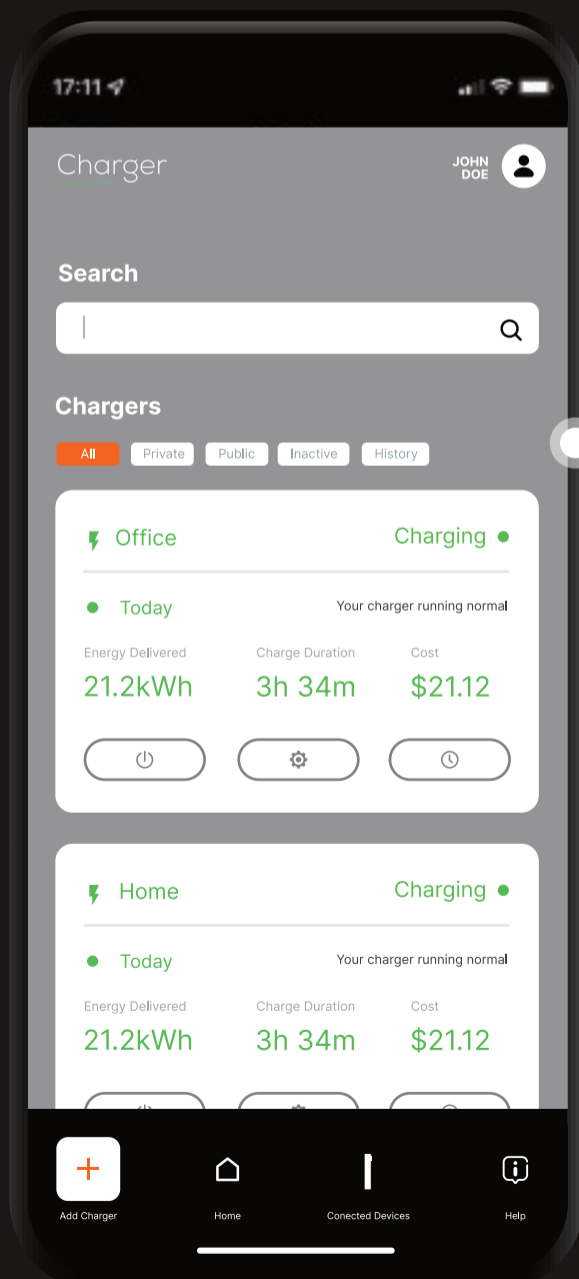 17:11
Charger
JOHN
DOE
Search
Chargers
All Private Public Inactive History
Office Charging
Today Your charger running normal
Energy Delivered Charge Duration Cost
21.2kWh 3h 34m $21.12
Home Charging
Today Your charger running normal
Energy Delivered Charge Duration Cost
21.2kWh 3h 34m $21.12
Add Charger Home Conected Devices Help